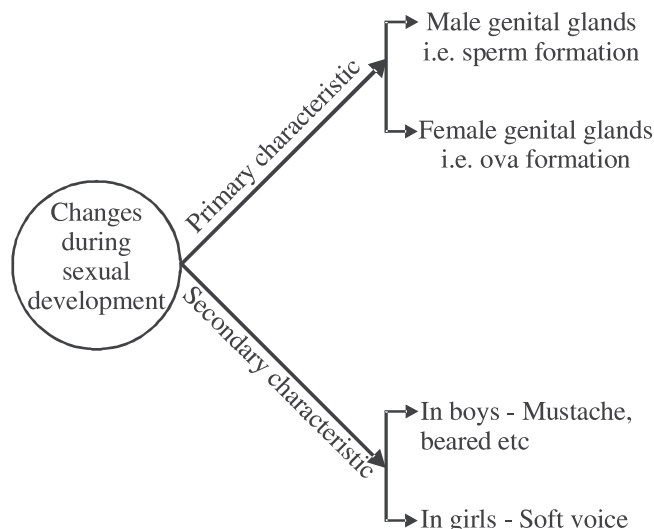 Male genital glands
i.e. sperm formation
Primary characteristic
Female genital glands
i.e. ova formation
Changes
during
sexual
development
Secondary characteristic
In boys - Mustache,
beared etc
In girls - Soft voice